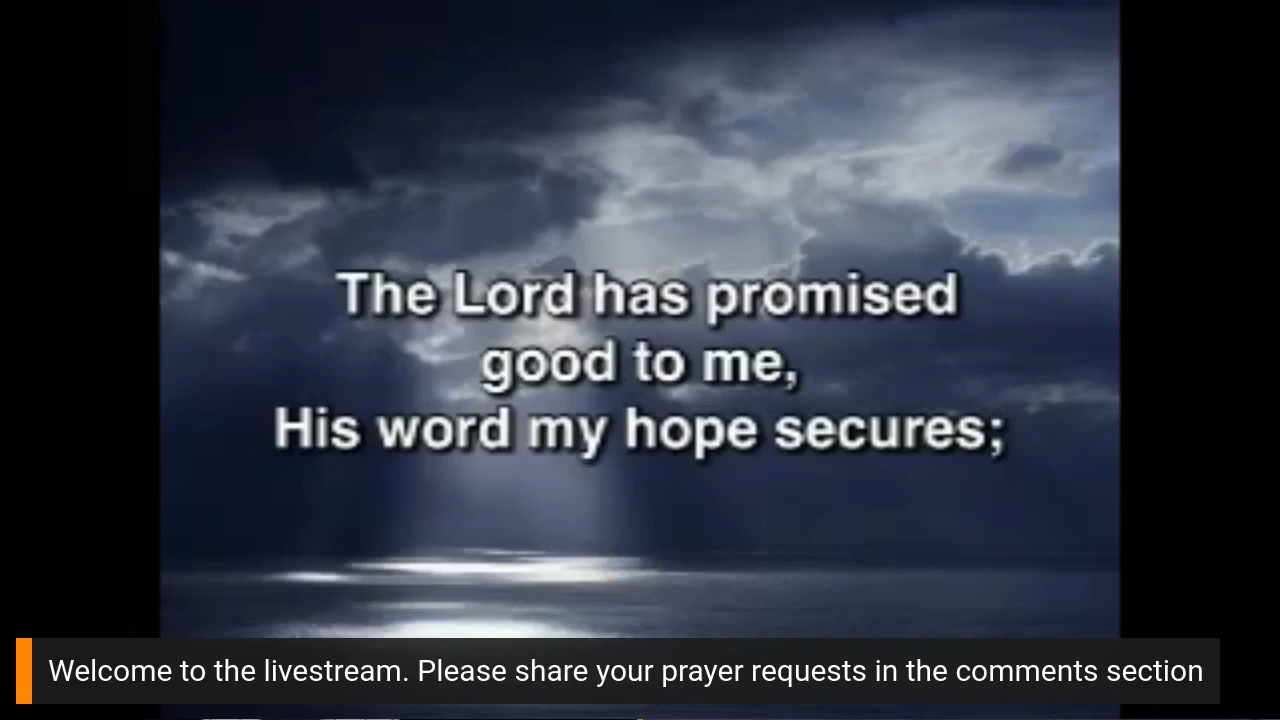 The Lord has promised
good to me,
His word my hope secures;
Welcome to the livestream. Please share your prayer requests in the comments section